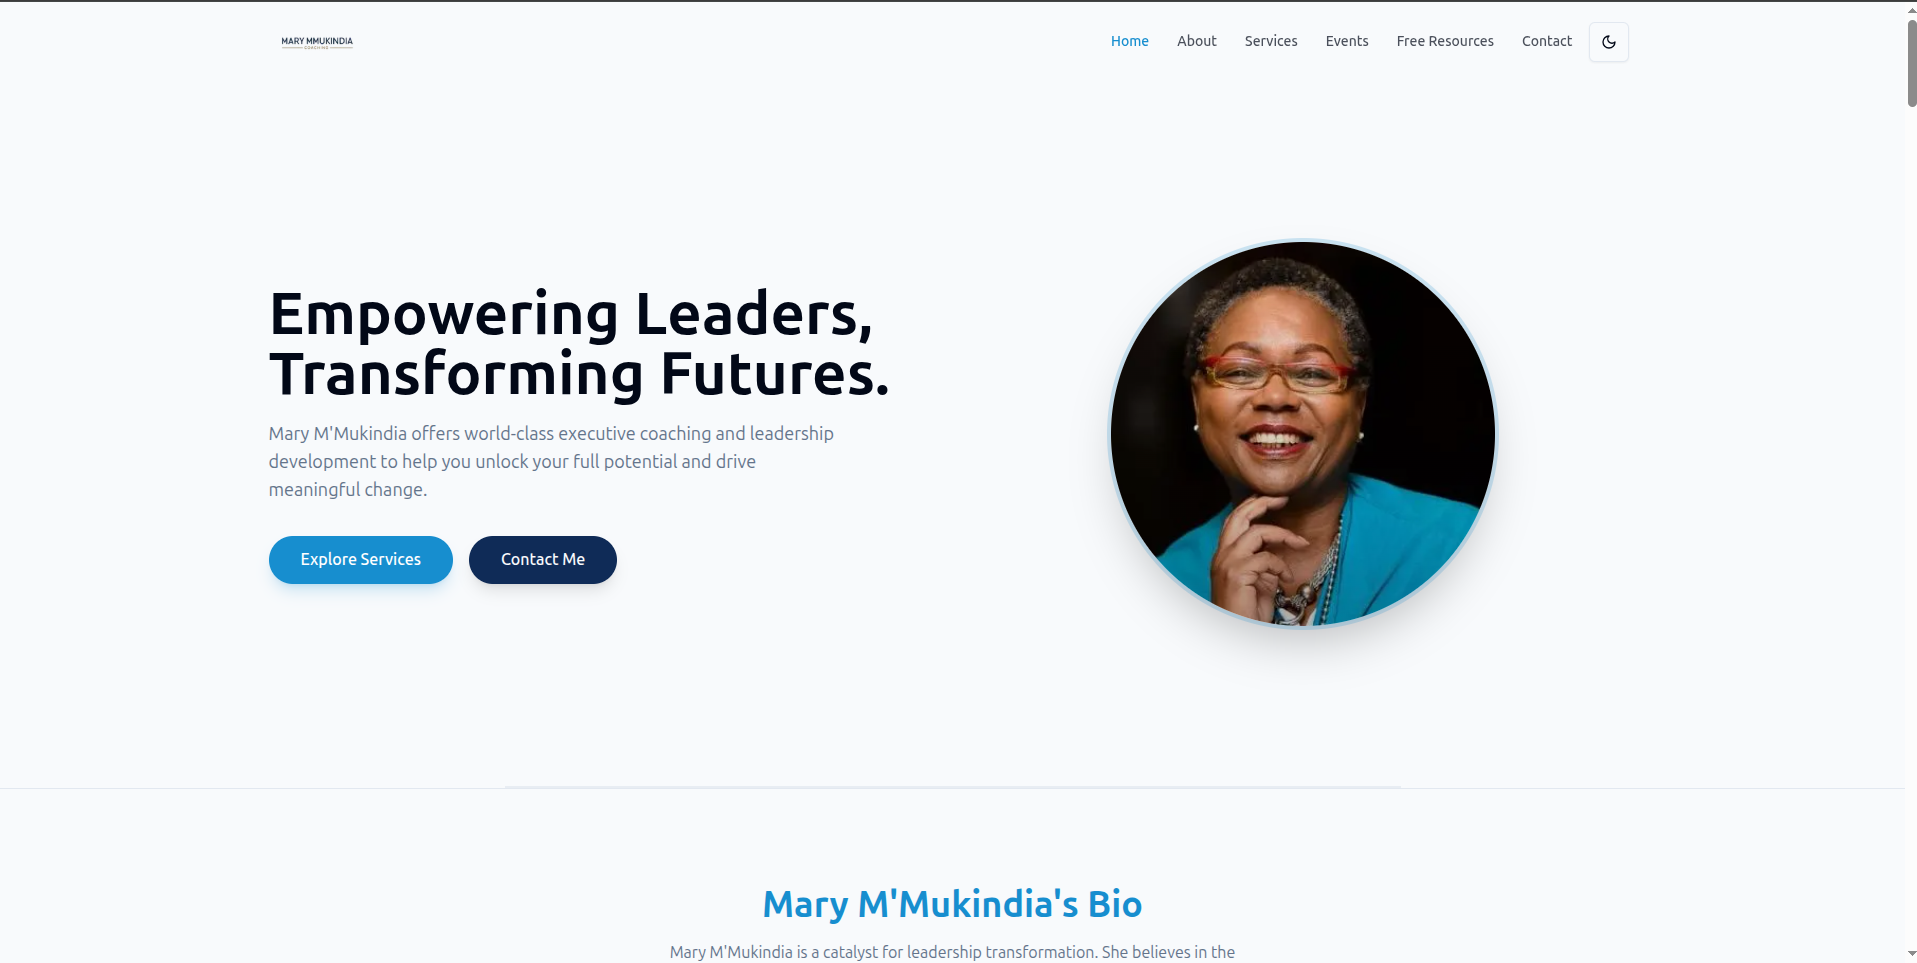 MARY MMUKINDIA
COACHING
Home About Services Events Free Resources Contact
Empowering Leaders,
Transforming Futures.
Mary M'Mukindia offers world-class executive coaching and leadership
development to help you unlock your full potential and drive
meaningful change.
Explore Services Contact Me
Mary M'Mukindia's Bio
Mary M'Mukindia is a catalyst for leadership transformation. She believes in the